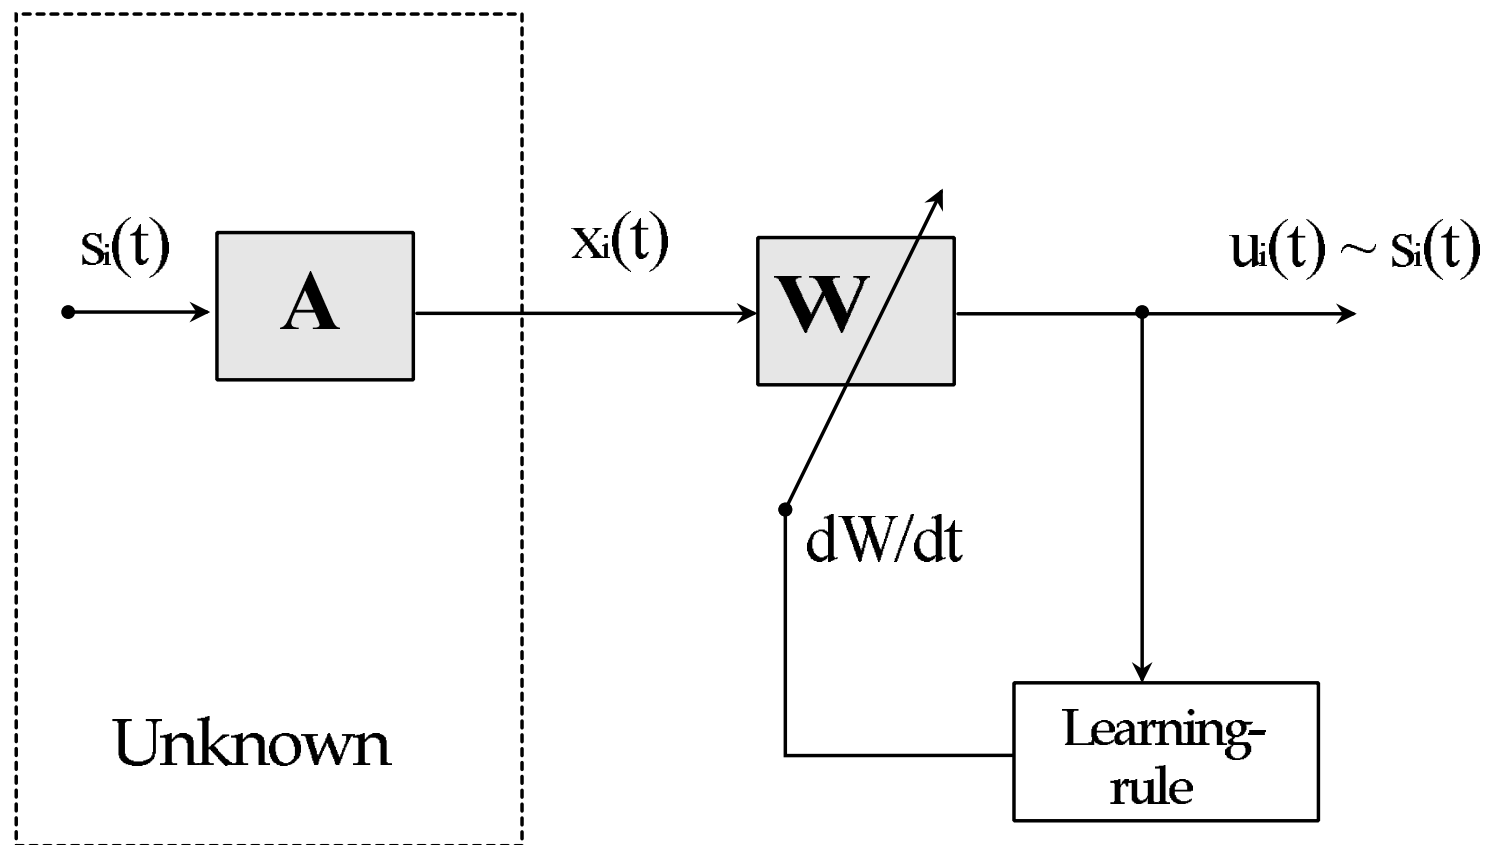 sᵢ(t)
A
xᵢ(t)
W
uᵢ(t) ~ sᵢ(t)
dW/dt
Unknown
Learning-
rule